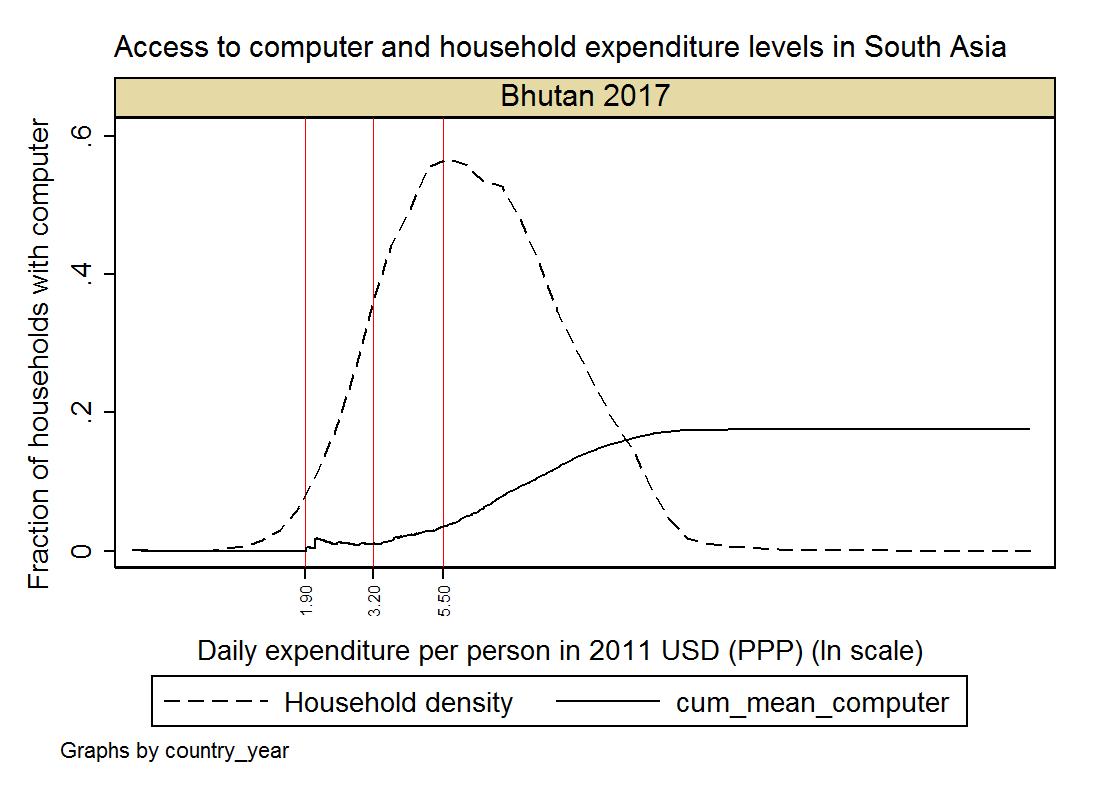 Access to computer and household expenditure levels in South Asia
Bhutan 2017
Fraction of households with computer
.6
.4
.2
0
1.90
3.20
5.50
Daily expenditure per person in 2011 USD (PPP) (ln scale)
Household density
cum_mean_computer
Graphs by country_year